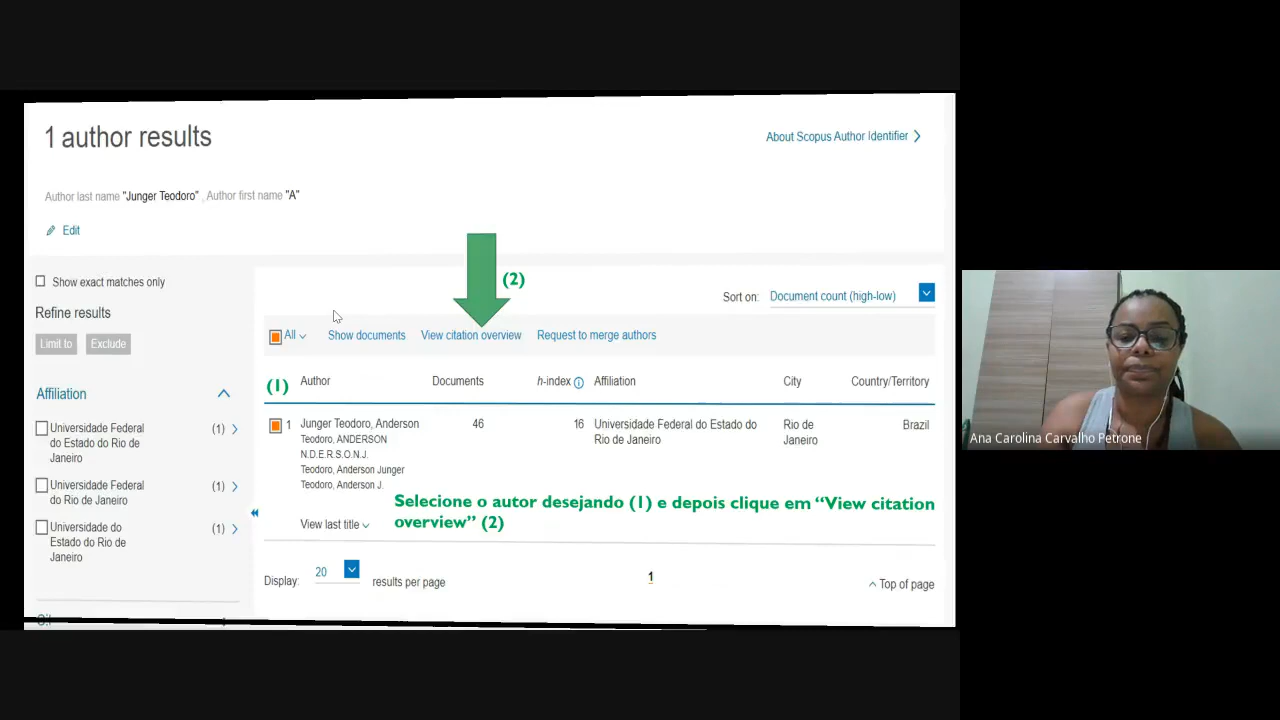 1 author results
About Scopus Author Identifier
Author last name "Junger Teodoro" , Author first name "A"
Edit
(2)
Show exact matches only
Refine results
Limit to Exclude
Sort on: Document count (high-low)
All Show documents View citation overview Request to merge authors
(1) Author Documents h-index Affiliation City Country/Territory
Affiliation
Universidade Federal (1)
do Estado do Rio de
Janeiro
Universidade Federal (1)
do Rio de Janeiro
Universidade do (1)
Estado do Rio de
Janeiro
1 Junger Teodoro, Anderson 46 16 Universidade Federal do Estado do Rio de Brazil
Teodoro, ANDERSON Rio de Janeiro Janeiro
N.D.E.R.S.O.N.J.
Teodoro, Anderson Junger
Teodoro, Anderson J.
Selecione o autor desejando (1) e depois clique em “View citation
overview” (2)
View last title
Display: 20 results per page
1
Top of page
Ana Carolina Carvalho Petrone